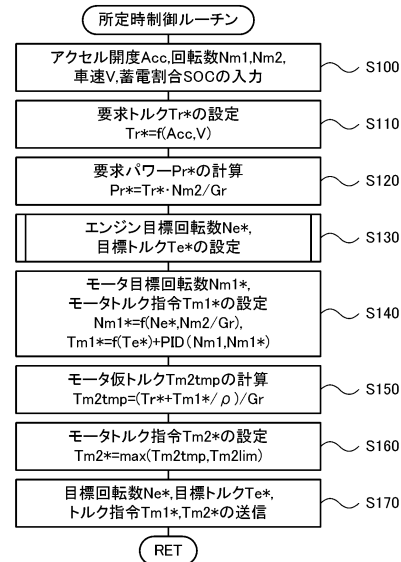 所定時制御ルーチン
アクセル開度Acc,回転数Nm1,Nm2,
車速V,蓄電割合SOCの入力
S100
要求トルクTr*の設定
Tr*=f(Acc,V)
S110
要求パワーPr*の計算
Pr*=Tr*・Nm2/Gr
S120
エンジン目標回転数Ne*,
目標トルクTe*の設定
S130
モータ目標回転数Nm1*,
モータトルク指令Tm1*の設定
Nm1*=f(Ne*,Nm2/Gr),
Tm1*=f(Te*)+PID(Nm1,Nm1*)
S140
モータ仮トルクTm2tmpの計算
Tm2tmp=(Tr*+Tm1*/ρ)/Gr
S150
モータトルク指令Tm2*の設定
Tm2*=max(Tm2tmp,Tm2lim)
S160
目標回転数Ne*,目標トルクTe*,
トルク指令Tm1*,Tm2*の送信
S170
RET